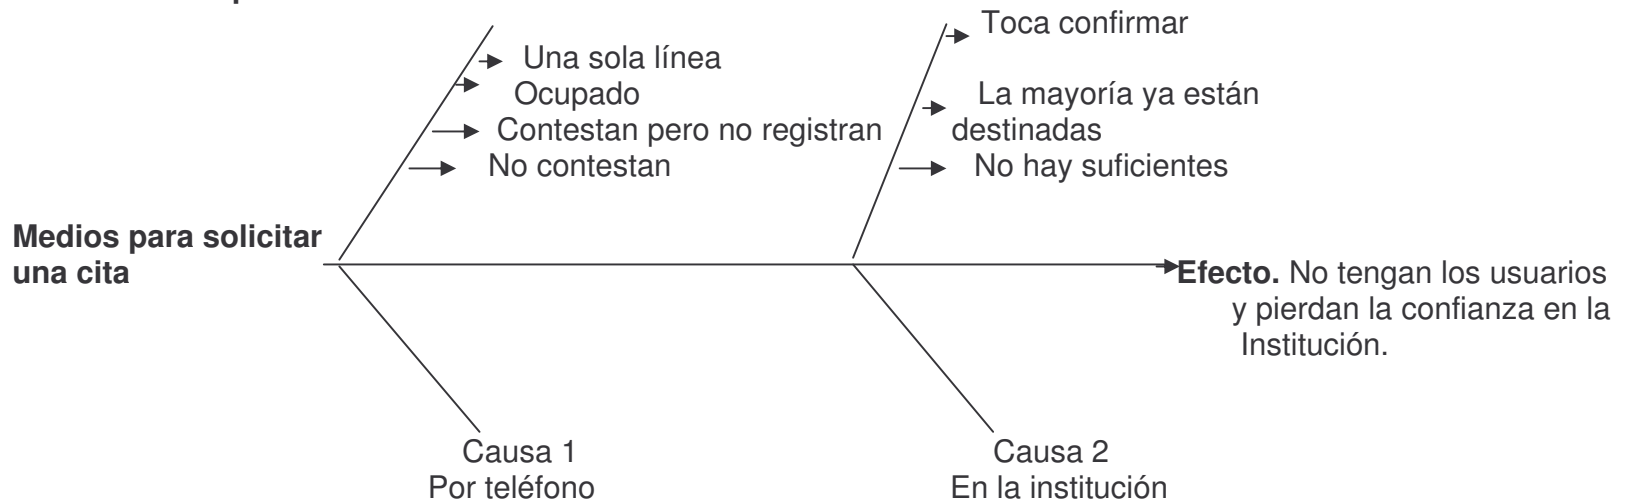 Toca confirmar
Una sola línea
Ocupado
La mayoría ya están
Contestan pero no registran
destinadas
No contestan
No hay suficientes
Medios para solicitar
una cita
Efecto. No tengan los usuarios
y pierdan la confianza en la
Institución.
Causa 1
Por teléfono
Causa 2
En la institución